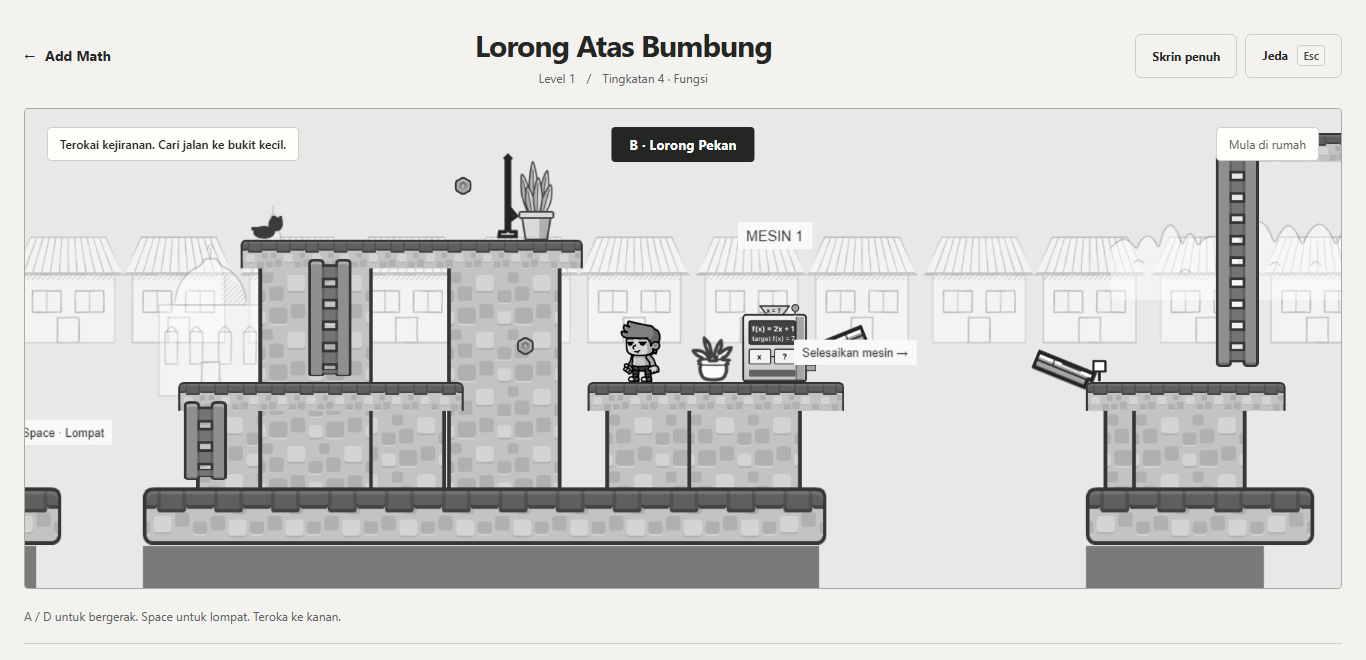 ← Add Math
Lorong Atas Bumbung
Level 1 / Tingkatan 4 · Fungsi
Skrin penuh
Jeda Esc
Terokai kejiranan. Cari jalan ke bukit kecil.
B · Lorong Pekan
Mula di rumah
MESIN 1
x = ?
f(x) = 2x + 1
target f(x) = 7
x ?
Selesaikan mesin →
Space · Lompat
A / D untuk bergerak. Space untuk lompat. Teroka ke kanan.